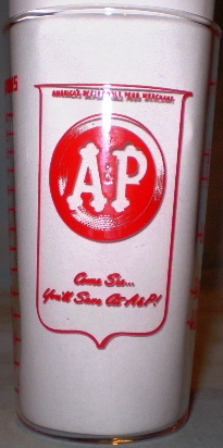 AMERICA'S DEPENDABLE FOOD MERCHANT
A&P
Come See...
You'll Save At A&P!